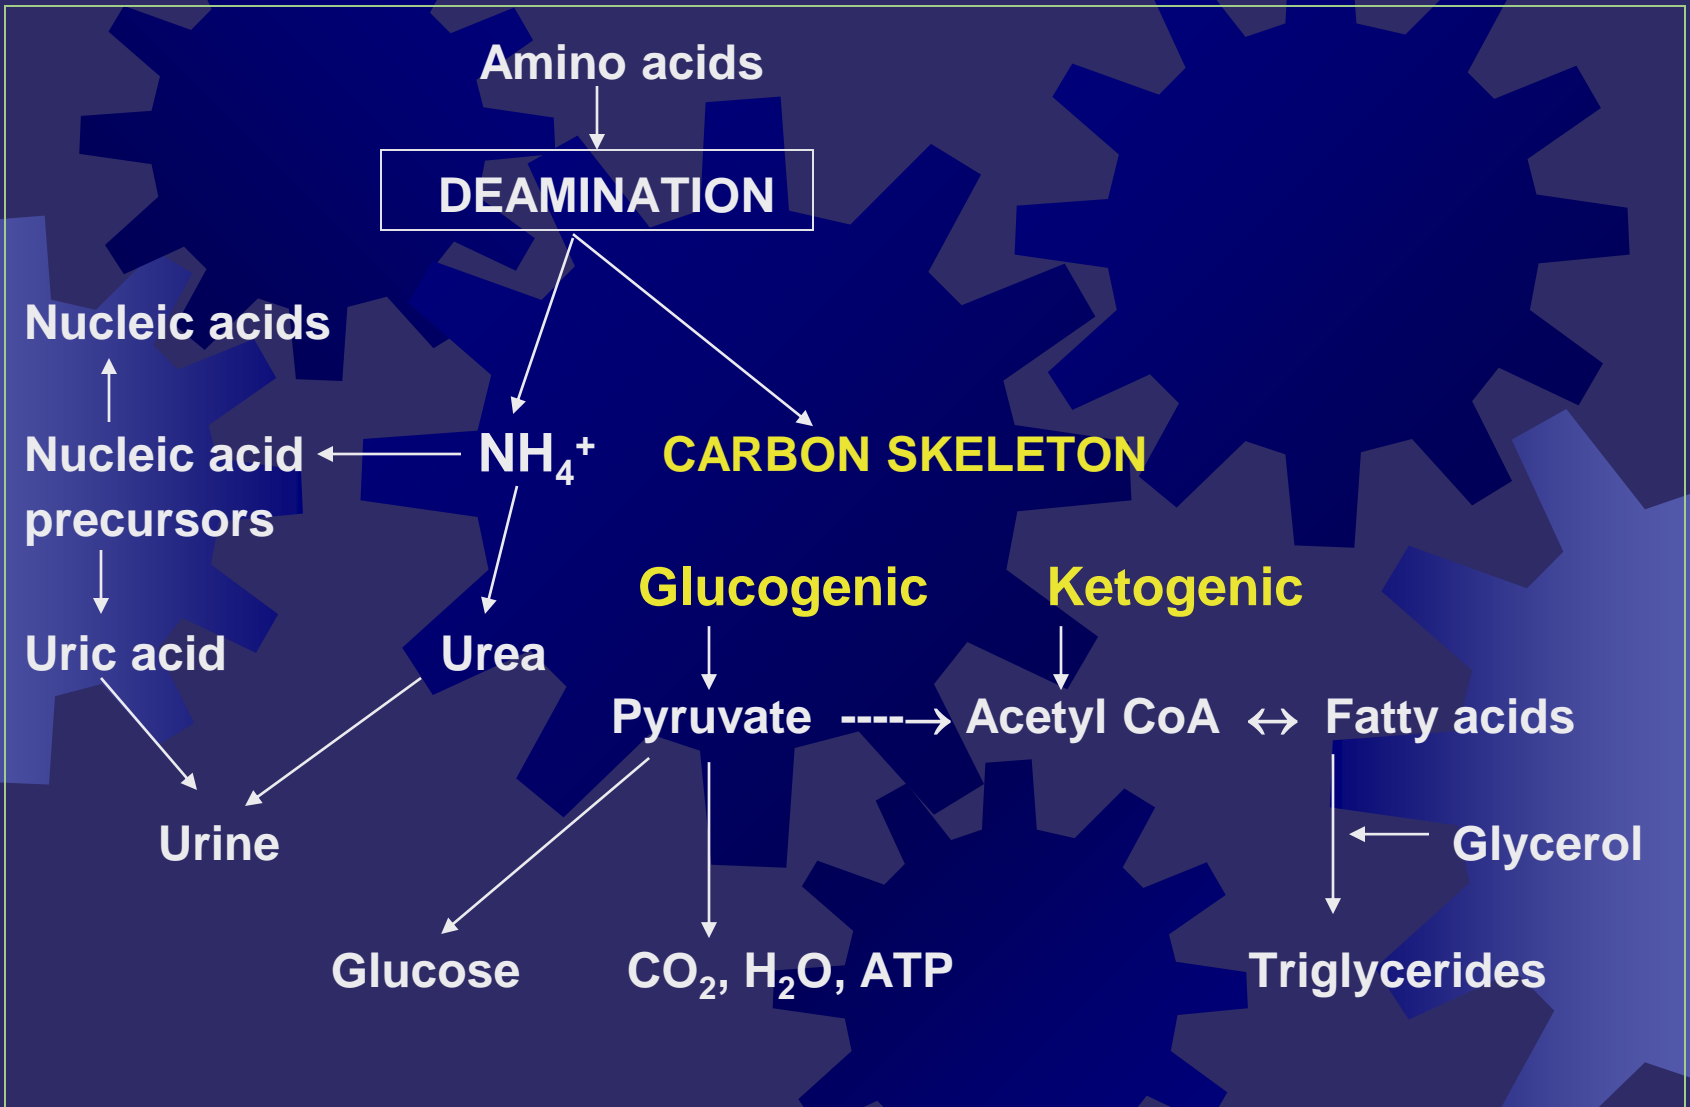 Amino acids
DEAMINATION
Nucleic acids
Nucleic acid
precursors
NH₄⁺
CARBON SKELETON
Glucogenic
Ketogenic
Uric acid
Urea
Pyruvate ----→ Acetyl CoA ↔ Fatty acids
Urine
Glycerol
Glucose
CO₂, H₂O, ATP
Triglycerides